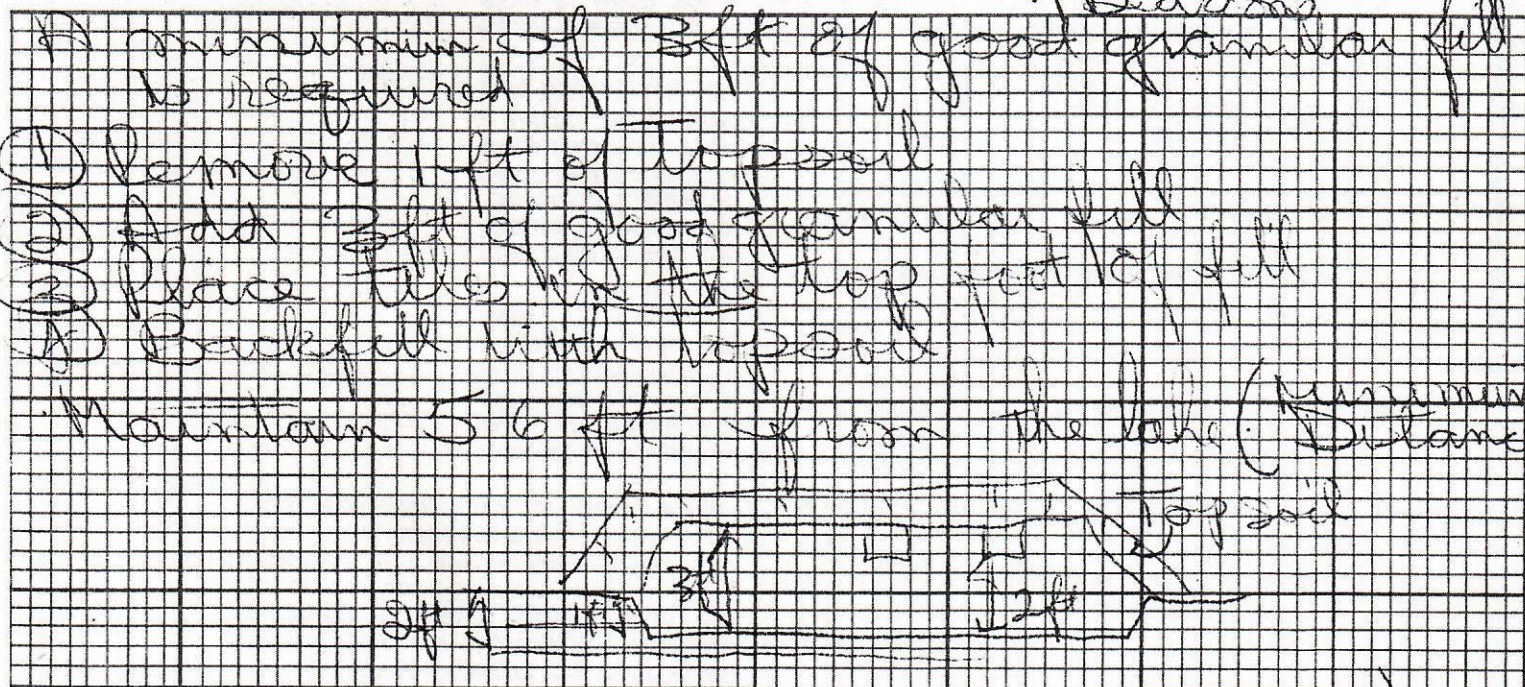 A minimum of 3ft of good granular fill
is required
① Remove 1ft of Topsoil
② Add 3ft of good granular fill
③ Place tiles in the top foot of fill
④ Backfill with topsoil
Maintain 56 ft from the lake (Minimum
Distanc
Topsoil
3ft
2ft 1ft 2ft